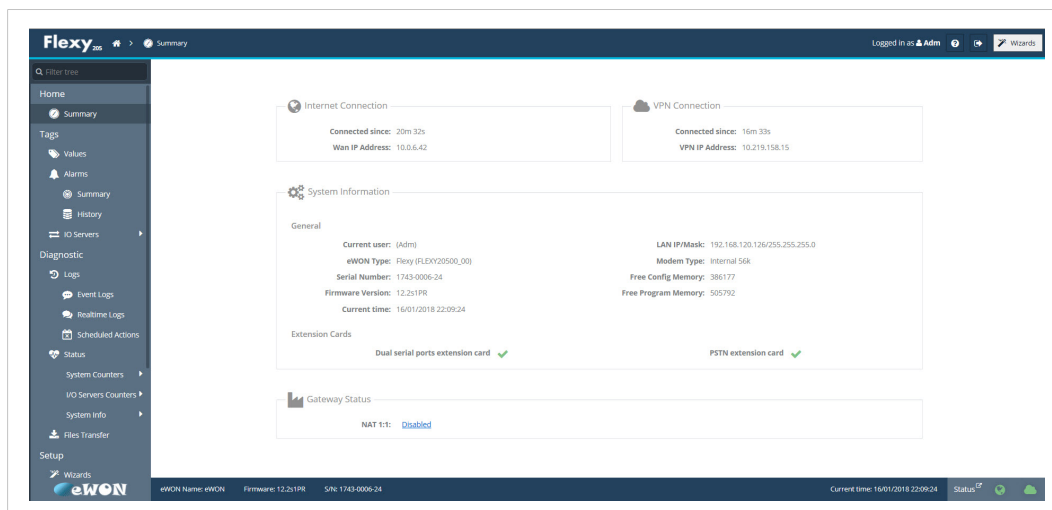 Flexy 205 > Summary Logged in as Adm Wizards
Filter tree
Home
Summary
Tags
Values
Alarms
Summary
History
IO Servers
Diagnostic
Logs
Event Logs
Realtime Logs
Scheduled Actions
Status
System Counters
I/O Servers Counters
System Info
Files Transfer
Setup
Wizards
eWON
Internet Connection
Connected since: 20m 32s
Wan IP Address: 10.0.6.42
VPN Connection
Connected since: 16m 33s
VPN IP Address: 10.219.158.15
System Information
General
Current user: (Adm)
eWON Type: Flexy (FLEXY20500_00)
Serial Number: 1743-0006-24
Firmware Version: 12.2s1PR
Current time: 16/01/2018 22:09:24
LAN IP/Mask: 192.168.120.126/255.255.255.0
Modem Type: Internal 56k
Free Config Memory: 386177
Free Program Memory: 505792
Extension Cards
Dual serial ports extension card
PSTN extension card
Gateway Status
NAT 1:1: Disabled
eWON Name: eWON Firmware: 12.2s1PR S/N: 1743-0006-24 Current time: 16/01/2018 22:09:24 Status